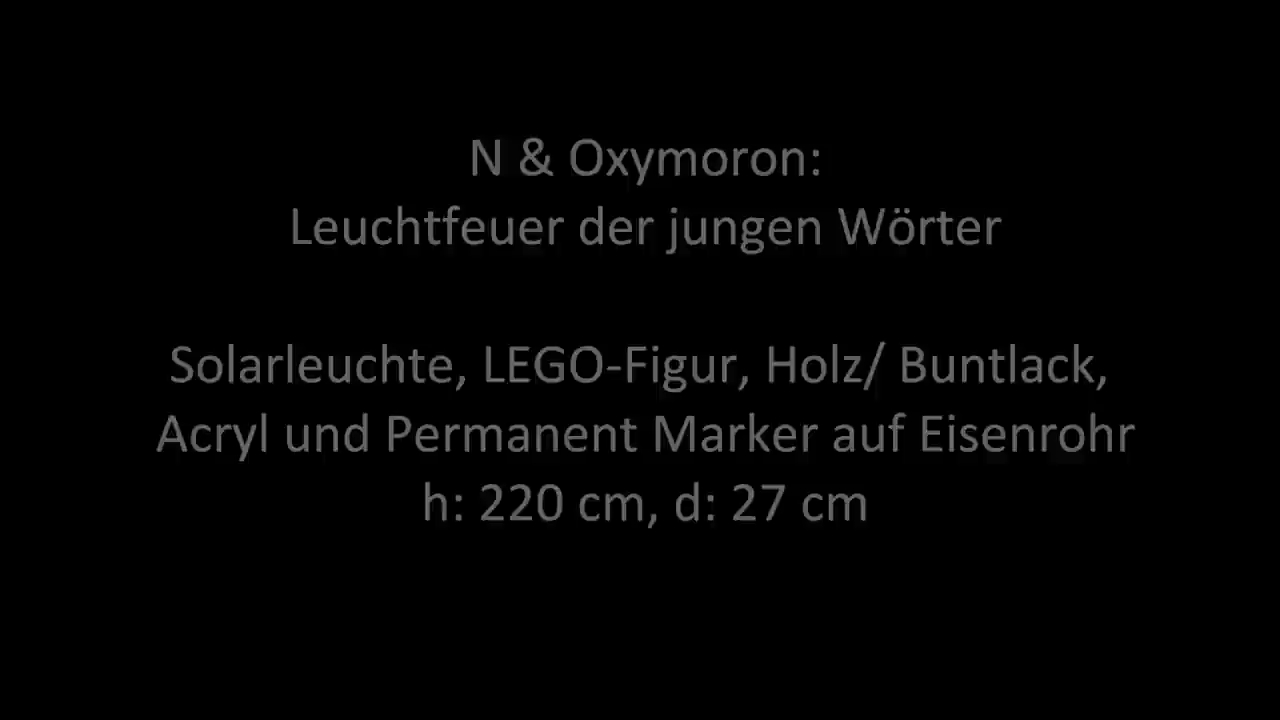 N & Oxymoron:
Leuchtfeuer der jungen Wörter
Solarleuchte, LEGO-Figur, Holz/ Buntlack,
Acryl und Permanent Marker auf Eisenrohr
h: 220 cm, d: 27 cm